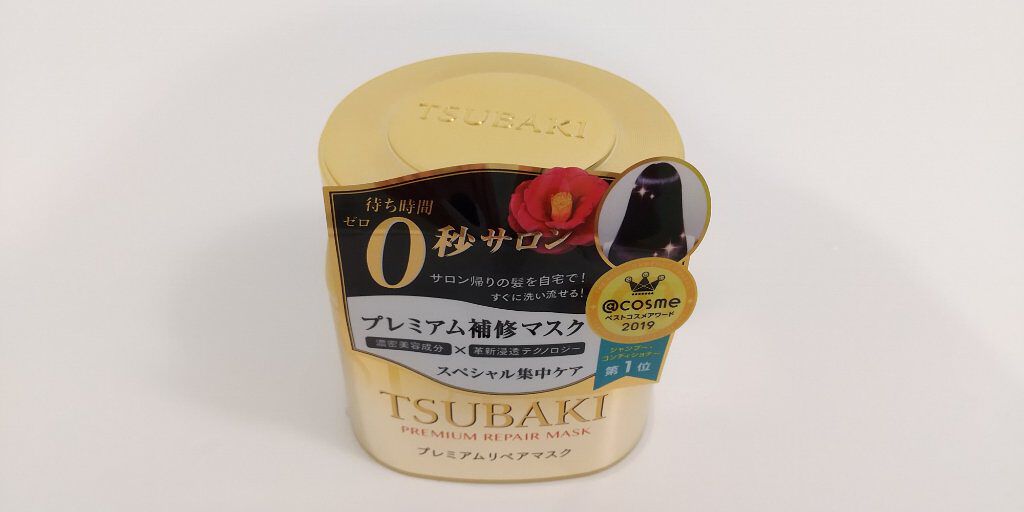 TSUBAKI
待ち時間
ゼロ
0秒サロン
サロン帰りの髪を自宅で!
すぐに洗い流せる!
プレミアム補修マスク
濃密美容成分×革新浸透テクノロジー
スペシャル集中ケア
@cosme
ベストコスメアワード
2019
シャンプー・
コンディショナー
第1位
TSUBAKI
PREMIUM REPAIR MASK
プレミアムリペアマスク